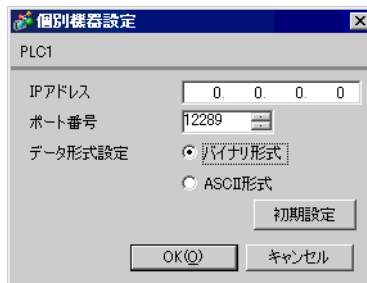 個別機器設定
PLC1
IPアドレス 0. 0. 0. 0
ポート番号 12289
データ形式設定 バイナリ形式
ASCII形式
初期設定
OK(O) キャンセル